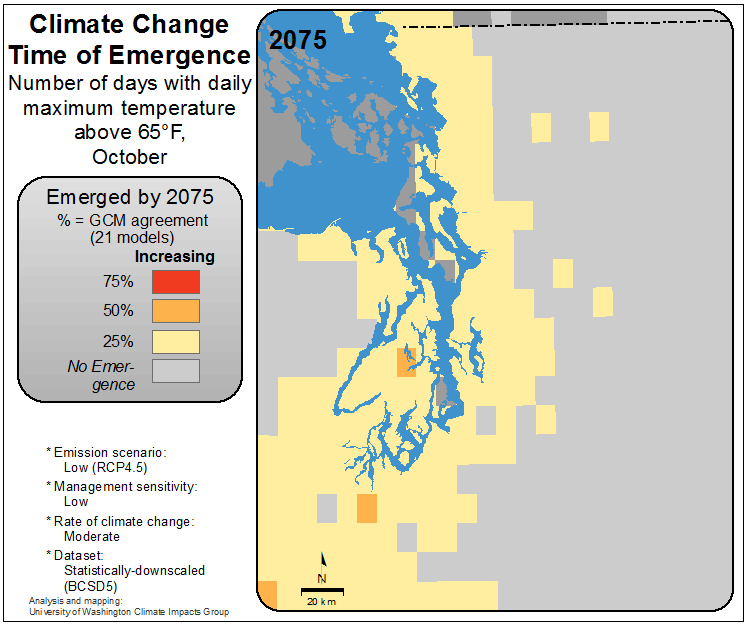 Climate Change
Time of Emergence
Number of days with daily
maximum temperature
above 65°F,
October
Emerged by 2075
% = GCM agreement
(21 models)
Increasing
75%
50%
25%
No Emer-
gence
* Emission scenario:
Low (RCP4.5)
* Management sensitivity:
Low
* Rate of climate change:
Moderate
* Dataset:
Statistically-downscaled
(BCSD5)
Analysis and mapping:
University of Washington Climate Impacts Group
2075
N
20 km